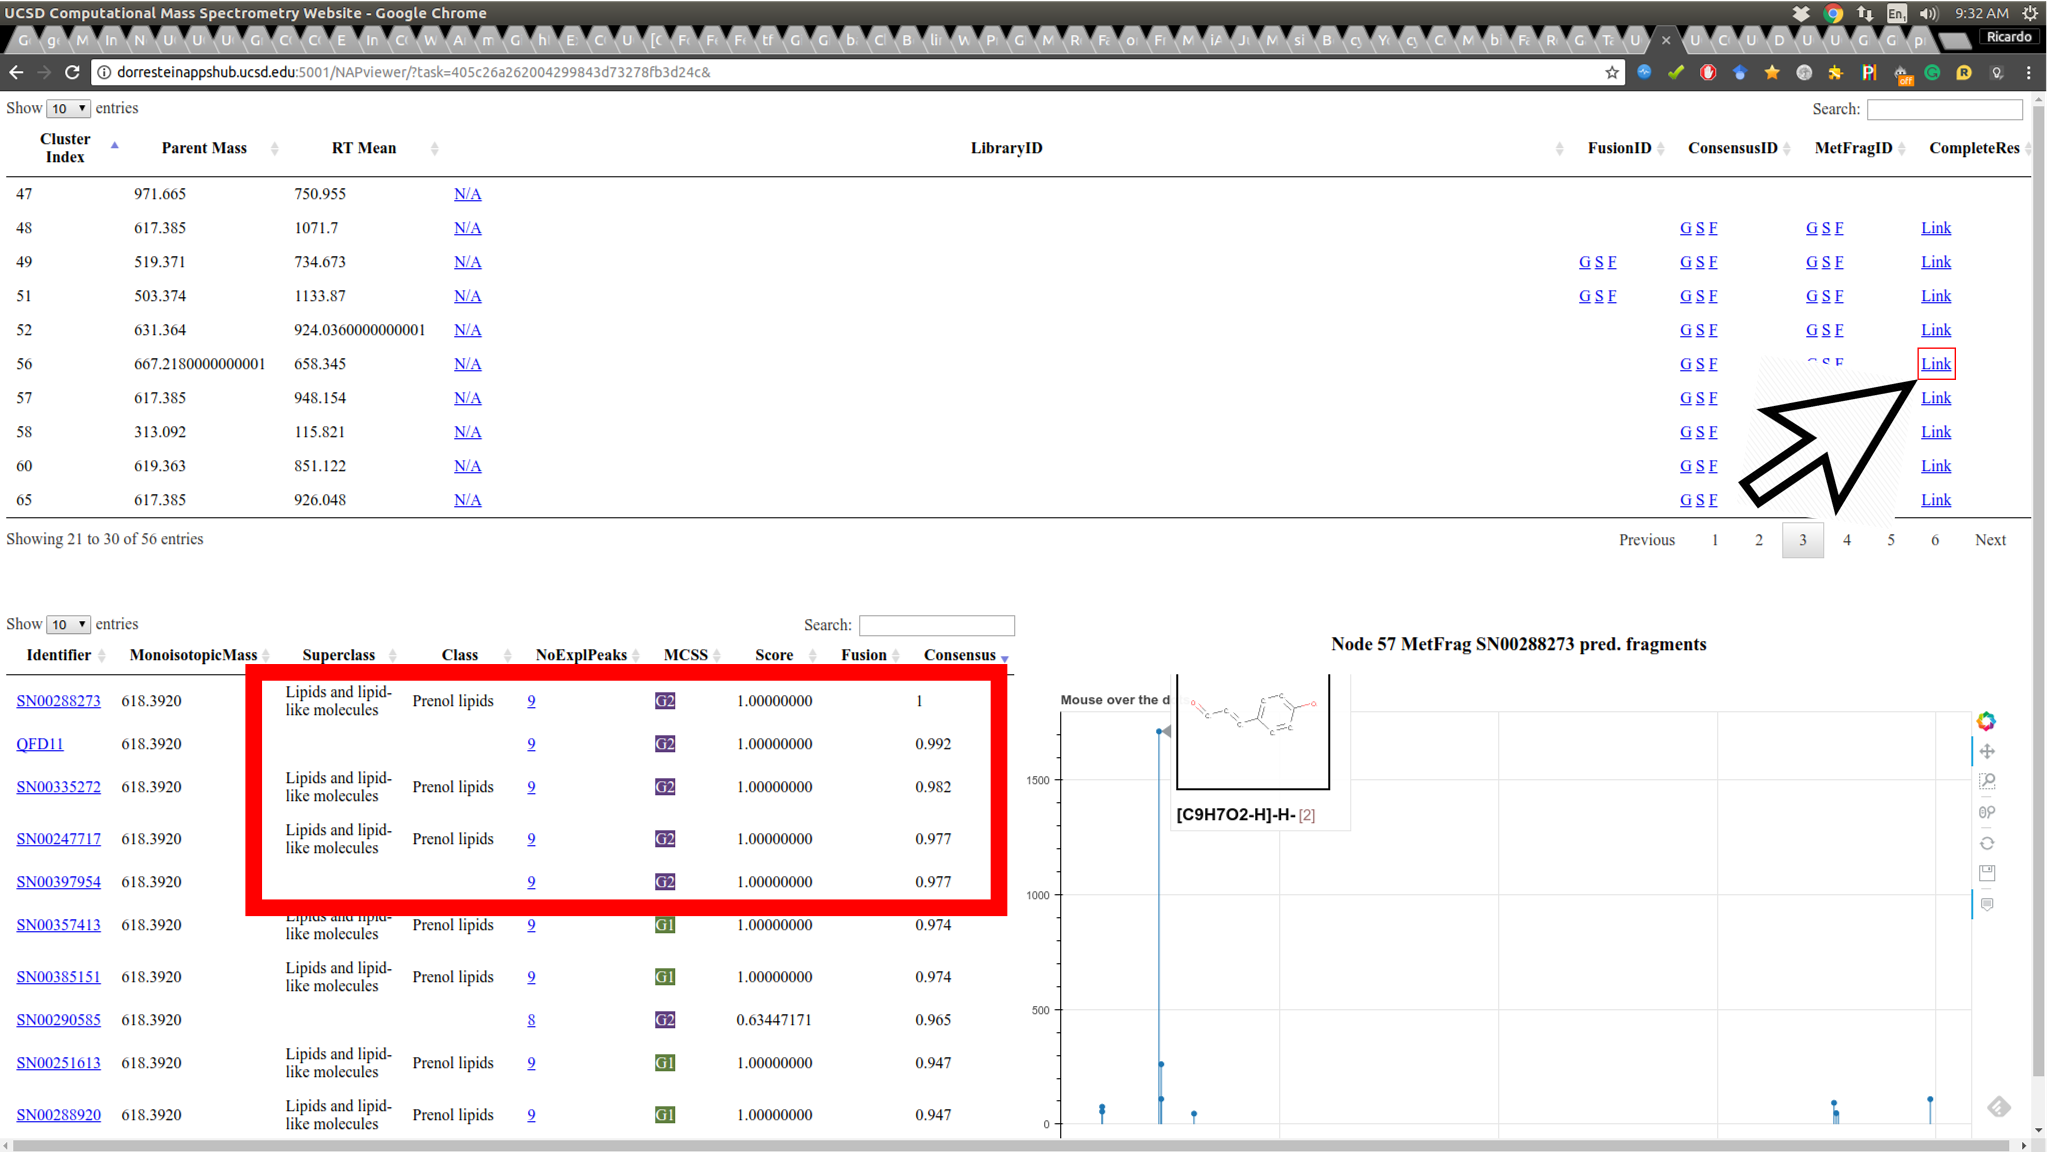 UCSD Computational Mass Spectrometry Website - Google Chrome
En 9:32 AM
Ricardo
dorresteinappshub.ucsd.edu:5001/NAPviewer/?task=405c26a262004299843d73278fb3d24c&
Show 10 entries Search:
Cluster Index Parent Mass RT Mean LibraryID FusionID ConsensusID MetFragID CompleteRes
47 971.665 750.955 N/A
48 617.385 1071.7 N/A G S F G S F Link
49 519.371 734.673 N/A G S F G S F G S F Link
51 503.374 1133.87 N/A G S F G S F G S F Link
52 631.364 924.0360000000001 N/A G S F G S F Link
56 667.2180000000001 658.345 N/A G S F G S F Link
57 617.385 948.154 N/A G S F Link
58 313.092 115.821 N/A G S F Link
60 619.363 851.122 N/A G S F Link
65 617.385 926.048 N/A G S F Link
Showing 21 to 30 of 56 entries Previous 1 2 3 4 5 6 Next
Show 10 entries Search:
Identifier MonoisotopicMass Superclass Class NoExplPeaks MCSS Score Fusion Consensus
SN00288273 618.3920 Lipids and lipid-like molecules Prenol lipids 9 G2 1.00000000 1
QFD11 618.3920 9 G2 1.00000000 0.992
SN00335272 618.3920 Lipids and lipid-like molecules Prenol lipids 9 G2 1.00000000 0.982
SN00247717 618.3920 Lipids and lipid-like molecules Prenol lipids 9 G2 1.00000000 0.977
SN00397954 618.3920 9 G2 1.00000000 0.977
SN00357413 618.3920 Lipids and lipid-like molecules Prenol lipids 9 G1 1.00000000 0.974
SN00385151 618.3920 Lipids and lipid-like molecules Prenol lipids 9 G1 1.00000000 0.974
SN00290585 618.3920 8 G2 0.63447171 0.965
SN00251613 618.3920 Lipids and lipid-like molecules Prenol lipids 9 G1 1.00000000 0.947
SN00288920 618.3920 Lipids and lipid-like molecules Prenol lipids 9 G1 1.00000000 0.947
Node 57 MetFrag SN00288273 pred. fragments
Mouse over the d
[C9H7O2-H]-H- [2]
1500
1000
500
0